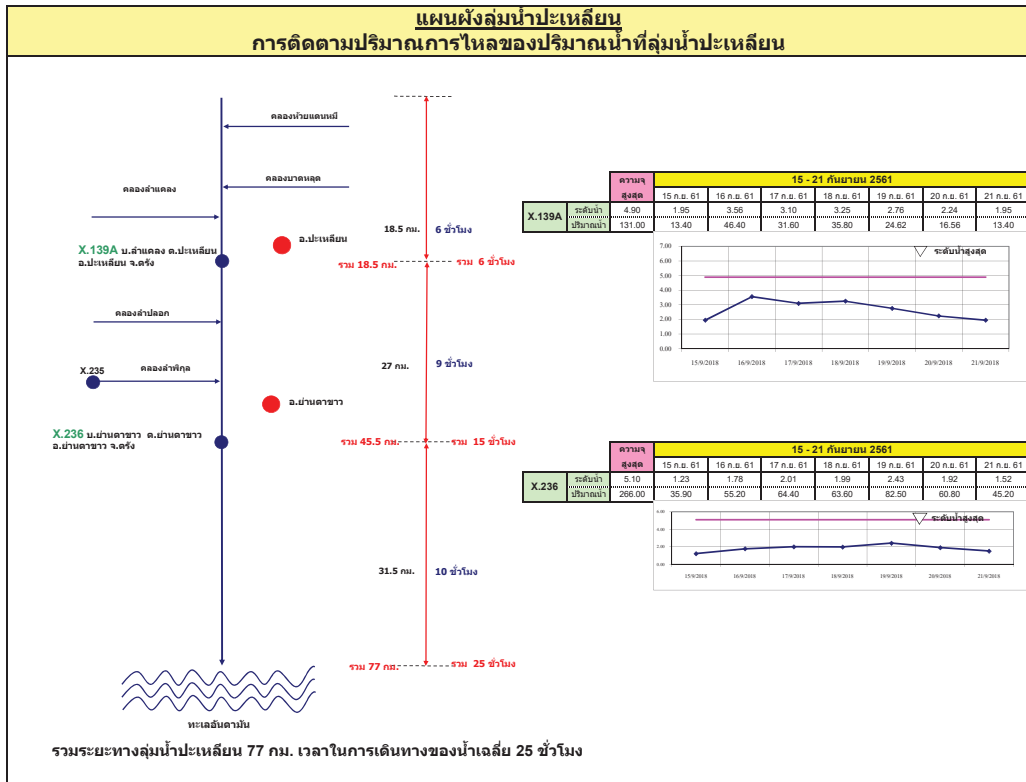 แผนผังลุ่มน้ำปะเหลียน
การติดตามปริมาณการไหลของปริมาณน้ำที่ลุ่มน้ำปะเหลียน
คลองห้วยแดนหมี
คลองบาดหลุด
คลองลำแคลง
18.5 กม. 6 ชั่วโมง
อ.ปะเหลียน
X.139A บ.ลำแคลง ต.ปะเหลียน
อ.ปะเหลียน จ.ตรัง
รวม 18.5 กม. รวม 6 ชั่วโมง
คลองลำปลอก
X.235 คลองลำพิกุล
27 กม. 9 ชั่วโมง
อ.ย่านตาขาว
X.236 บ.ย่านตาขาว ต.ย่านตาขาว
อ.ย่านตาขาว จ.ตรัง
รวม 45.5 กม. รวม 15 ชั่วโมง
31.5 กม. 10 ชั่วโมง
รวม 77 กม. รวม 25 ชั่วโมง
ทะเลอันดามัน
ความจุ 15 - 21 กันยายน 2561
สูงสุด 15 ก.ย. 61 16 ก.ย. 61 17 ก.ย. 61 18 ก.ย. 61 19 ก.ย. 61 20 ก.ย. 61 21 ก.ย. 61
X.139A ระดับน้ำ 4.90 1.95 3.56 3.10 3.25 2.76 2.24 1.95
ปริมาณน้ำ 131.00 13.40 46.40 31.60 35.80 24.62 16.56 13.40
ระดับน้ำสูงสุด
7.00
6.00
5.00
4.00
3.00
2.00
1.00
0.00
15/9/2018 16/9/2018 17/9/2018 18/9/2018 19/9/2018 20/9/2018 21/9/2018
ความจุ 15 - 21 กันยายน 2561
สูงสุด 15 ก.ย. 61 16 ก.ย. 61 17 ก.ย. 61 18 ก.ย. 61 19 ก.ย. 61 20 ก.ย. 61 21 ก.ย. 61
X.236 ระดับน้ำ 5.10 1.23 1.78 2.01 1.99 2.43 1.92 1.52
ปริมาณน้ำ 266.00 35.90 55.20 64.40 63.60 82.50 60.80 45.20
ระดับน้ำสูงสุด
6.00
4.00
2.00
0.00
15/9/2018 16/9/2018 17/9/2018 18/9/2018 19/9/2018 20/9/2018 21/9/2018
รวมระยะทางลุ่มน้ำปะเหลียน 77 กม. เวลาในการเดินทางของน้ำเฉลี่ย 25 ชั่วโมง